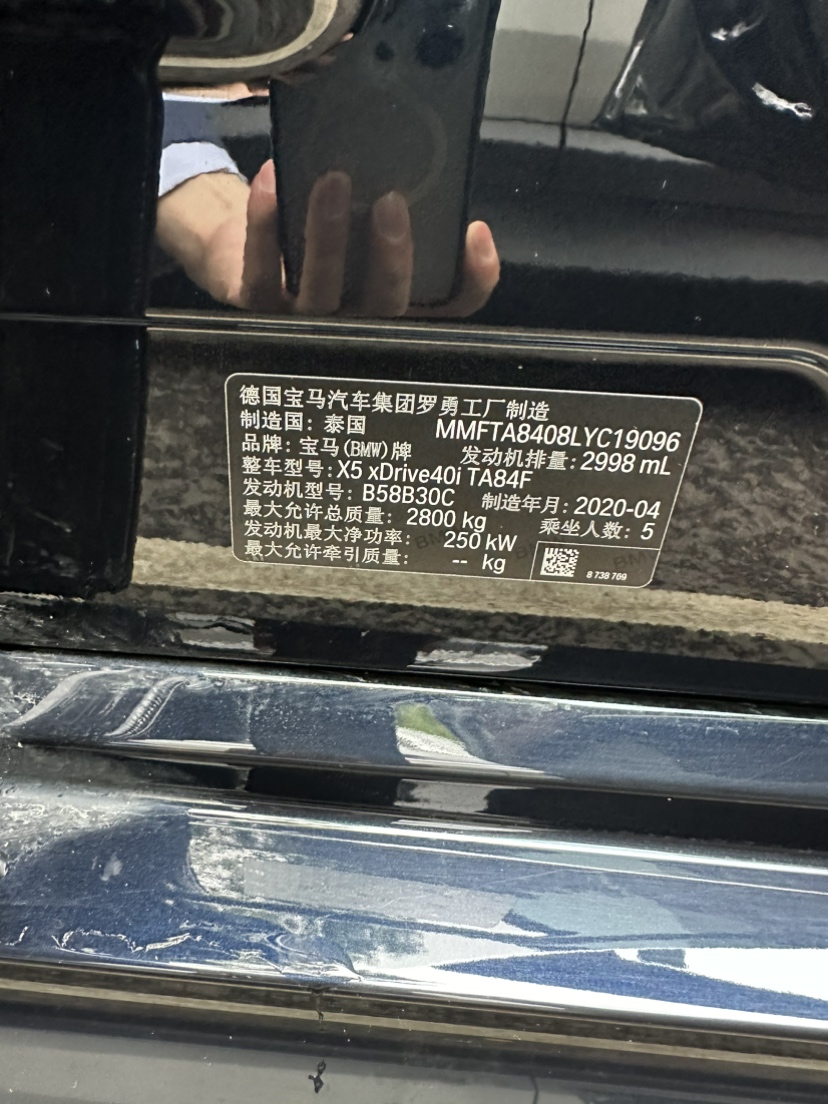 德国宝马汽车集团罗勇工厂制造
制造国: 泰国 MMFTA8408LYC19096
品牌: 宝马(BMW)牌 发动机排量: 2998 mL
整车型号: X5 xDrive40i TA84F
发动机型号: B58B30C 制造年月: 2020-04
最大允许总质量: 2800 kg 乘坐人数: 5
发动机最大净功率: 250 kW
最大允许牵引质量: -- kg
8 738 769